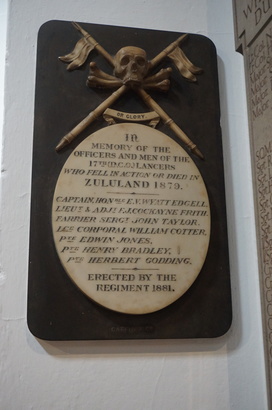 OR GLORY
IN
MEMORY OF THE
OFFICERS AND MEN OF THE
17TH D.C.O. LANCERS
WHO FELL IN ACTION OR DIED IN
ZULULAND 1879.
CAPTAIN, HON. E.V. WYATT EDGELL.
LIEUT & ADJT F.J. COCKAYNE FRITH.
FARRIER SERGT JOHN TAYLOR.
LCE CORPORAL WILLIAM COTTER.
PTE EDWIN JONES.
PTE HENRY BRADLEY.
PTE HERBERT GODDING.
ERECTED BY THE
REGIMENT 1881.